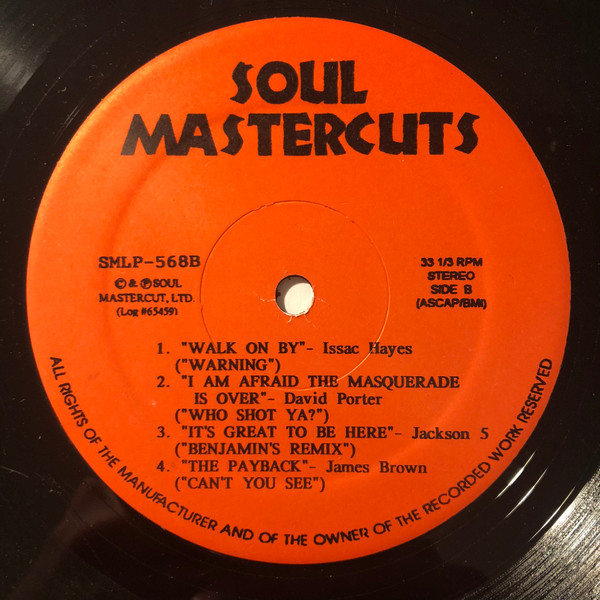 SOUL
MASTERCUTS
SMLP-568B
© & ℗ SOUL
MASTERCUT, LTD.
(Log #65459)
33 1/3 RPM
STEREO
SIDE B
(ASCAP/BMI)
1. "WALK ON BY"- Issac Hayes
("WARNING")
2. "I AM AFRAID THE MASQUERADE
IS OVER"- David Porter
("WHO SHOT YA?")
3. "IT'S GREAT TO BE HERE"- Jackson 5
("BENJAMIN'S REMIX")
4. "THE PAYBACK"- James Brown
("CAN'T YOU SEE")
ALL RIGHTS OF THE MANUFACTURER AND OF THE OWNER OF THE RECORDED WORK RESERVED